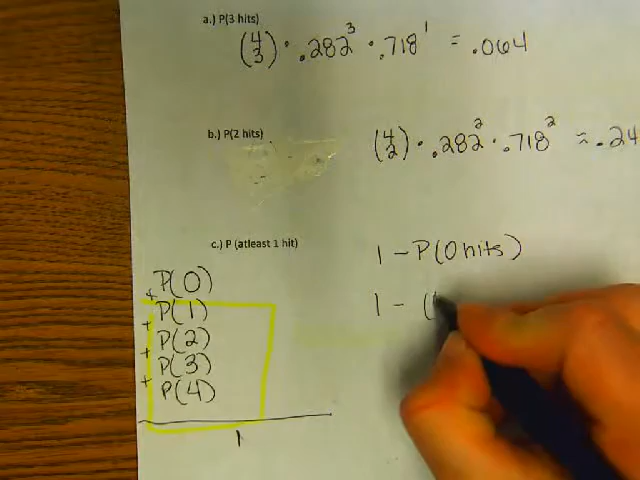 a.) P(3 hits)
(4 3) · .282³ · .718¹ = .064
b.) P(2 hits)
(4 2) · .282² · .718² ≈ .24
c.) P (atleast 1 hit)
1 - P(0 hits)
P(0)
+ P(1)
1 - (
+ P(2)
+ P(3)
+ P(4)
1